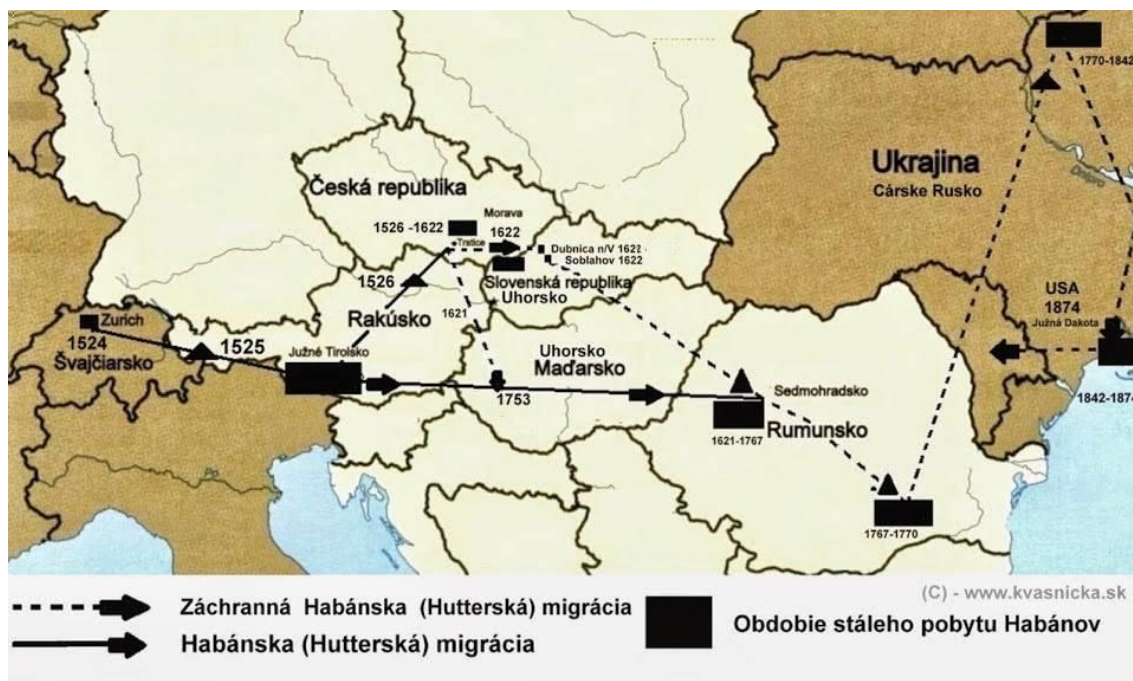 1770-1842
Ukrajina
Cárske Rusko
Dnipro
Česká republika
Morava
1526 -1622
1622
Trstice
Dubnica n/V 1622
Soblahov 1622
1526
Slovenská republika
Uhorsko
1621
Rakúsko
USA
1874
Južná Dakota
Zurich
1524
Švajčiarsko
1525
Južné Tirolsko
Uhorsko
Maďarsko
1753
Sedmohradsko
1621-1767
Rumunsko
1842-1874
1767-1770
(C) - www.kvasnicka.sk
Záchranná Habánska (Hutterská) migrácia
Habánska (Hutterská) migrácia
Obdobie stáleho pobytu Habánov